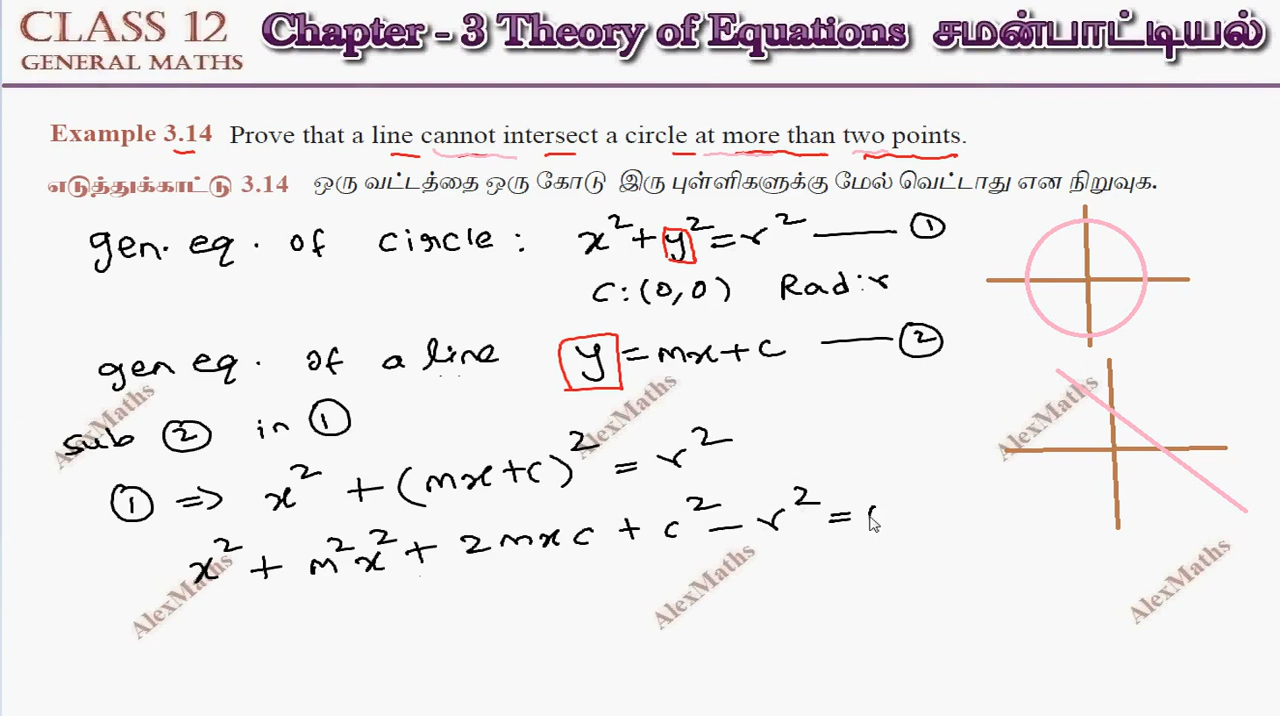 CLASS 12
GENERAL MATHS
Chapter - 3 Theory of Equations சமன்பாட்டியல்
Example 3.14 Prove that a line cannot intersect a circle at more than two points.
எடுத்துக்காட்டு 3.14 ஒரு வட்டத்தை ஒரு கோடு இரு புள்ளிகளுக்கு மேல் வெட்டாது என நிறுவுக.
gen. eq. of circle : x² + y² = r² —— ①
C : (0, 0) Rad : r
gen eq. of a line y = mx + c —— ②
sub ② in ①
① => x² + (mx+c)² = r²
x² + m²x² + 2mxc + c² - r² =
AlexMaths
AlexMaths
AlexMaths
AlexMaths
AlexMaths
AlexMaths